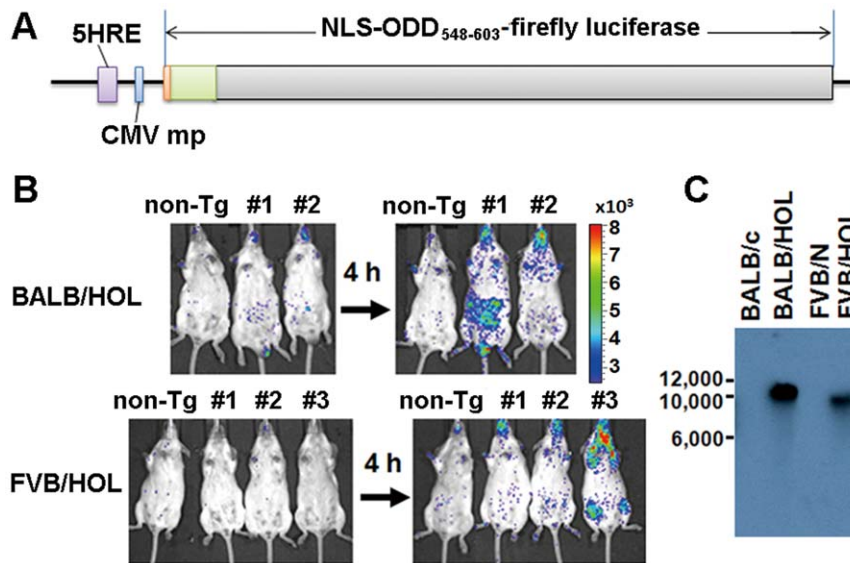 A
5HRE
NLS-ODD548-603-firefly luciferase
CMV mp
B
non-Tg #1 #2
non-Tg #1 #2
x10³
8
7
6
5
4
3
4 h
BALB/HOL
non-Tg #1 #2 #3
non-Tg #1 #2 #3
4 h
FVB/HOL
C
BALB/c
BALB/HOL
FVB/N
FVB/HOL
12,000
10,000
6,000